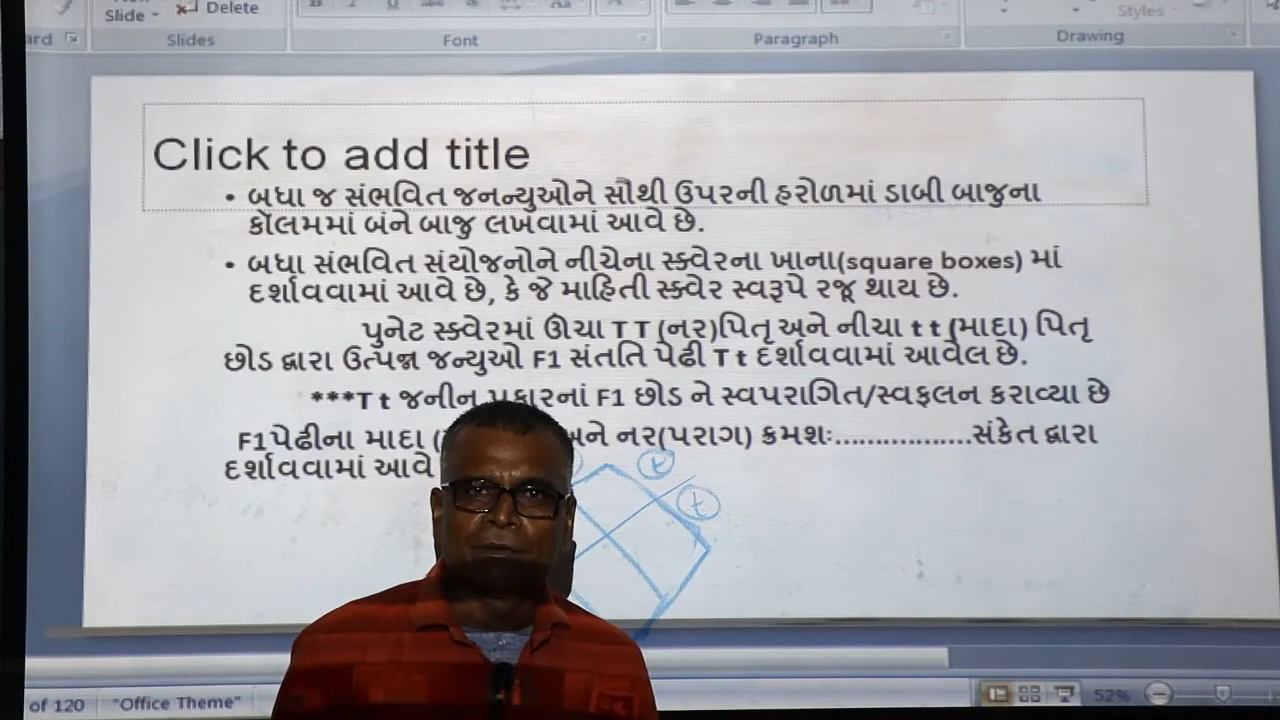 Slide
Delete
ard
Slides
Font
Paragraph
Styles
Drawing
Click to add title
• બધા જ સંભવિત જનન્યુઓને સૌથી ઉપરની હરોળમાં ડાબી બાજુના
કૉલમમાં બંને બાજુ લખવામાં આવે છે.
• બધા સંભવિત સંયોજનોને નીચેના સ્ક્વેરના ખાના(square boxes) માં
દર્શાવવામાં આવે છે, કે જે માહિતી સ્ક્વેર સ્વરૂપે રજૂ થાય છે.
પુનેટ સ્ક્વેરમાં ઊંચા T T (નર)પિતૃ અને નીચા t t (માદા) પિતૃ
છોડ દ્વારા ઉત્પન્ન જન્યુઓ F1 સંતતિ પેઢી T t દર્શાવવામાં આવેલ છે.
***T t જનીન પ્રકારનાં F1 છોડ ને સ્વપરાગિત/સ્વફલન કરાવ્યા છે
F1પેઢીના માદા ( અને નર(પરાગ) ક્રમશઃ.................સંકેત દ્વારા
દર્શાવવામાં આવે
t
t
of 120
"Office Theme"
52%